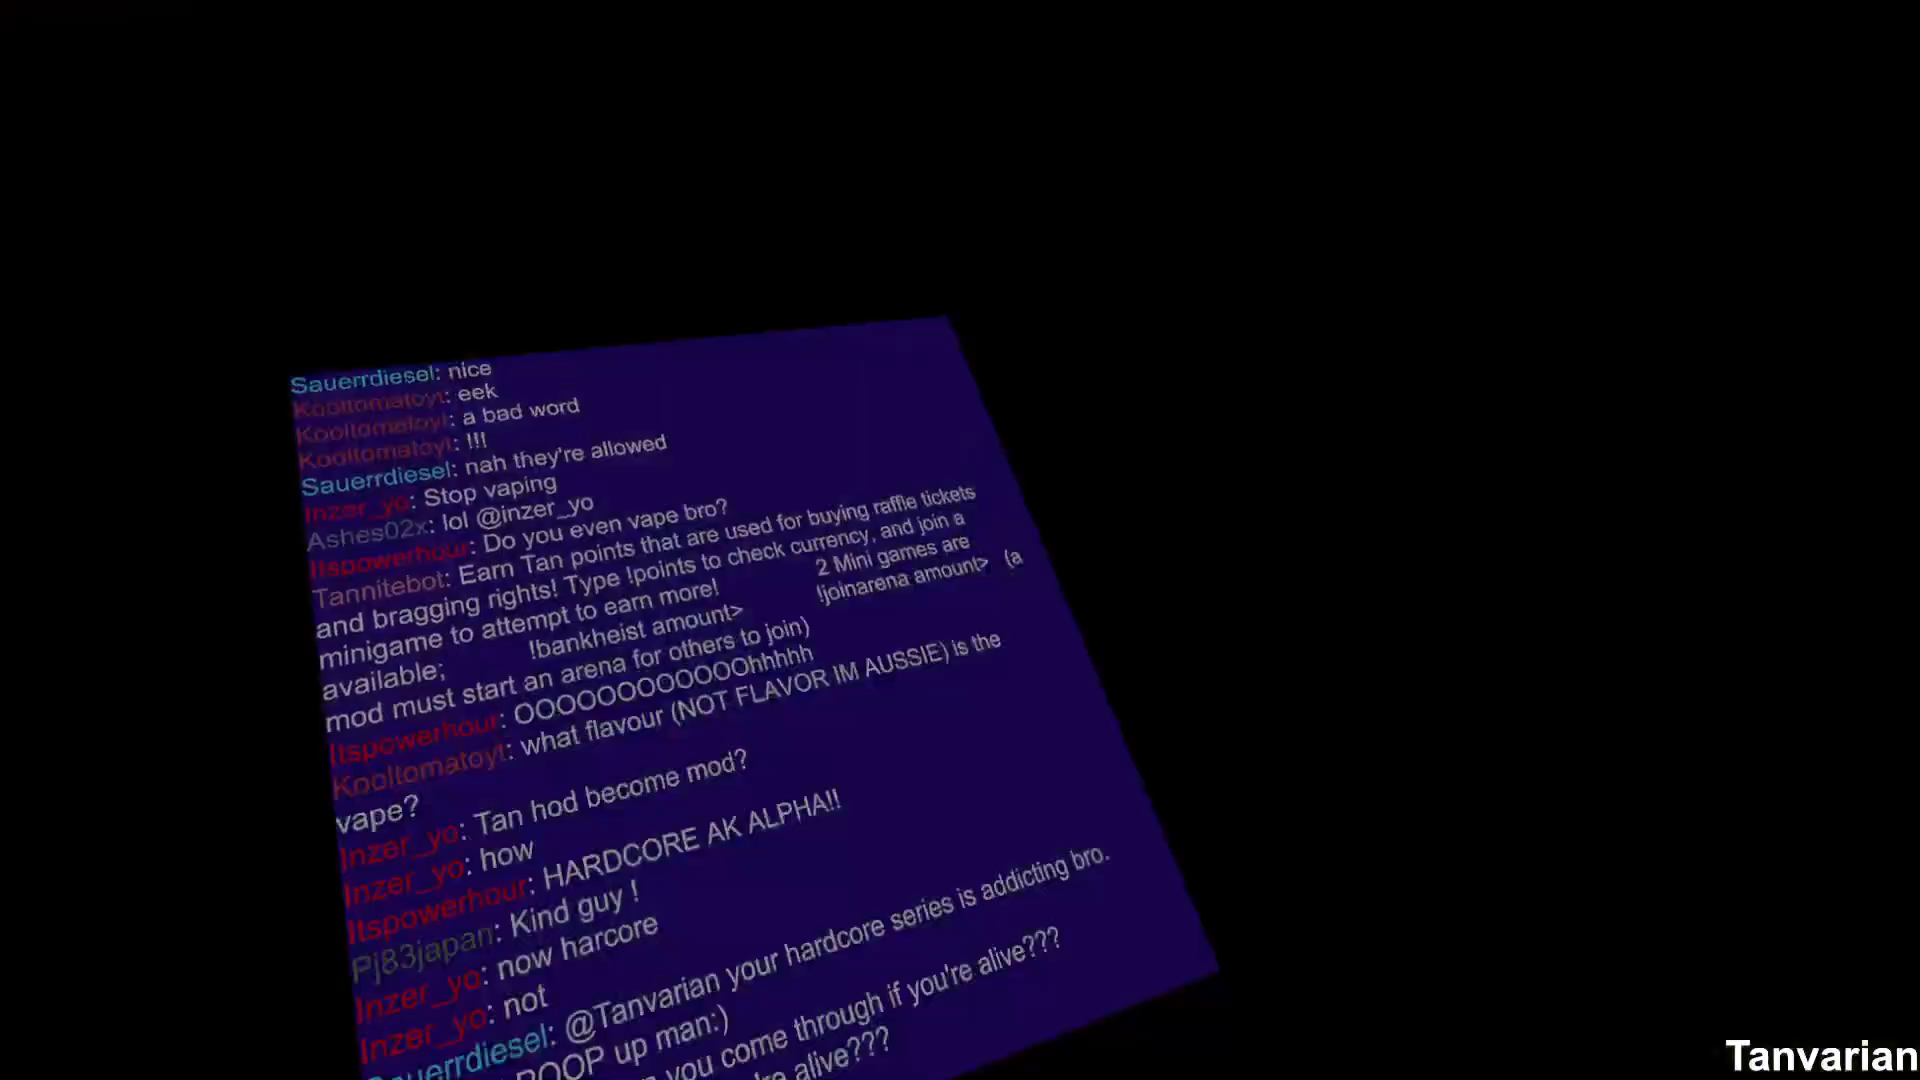 Sauerrdiesel: nice
Kooltomatoyt: eek
Kooltomatoyt: a bad word
Kooltomatoyt: !!!
Sauerrdiesel: nah they're allowed
Inzer_yo: Stop vaping
Ashes02x: lol @inzer_yo
Itspowerhour: Do you even vape bro?
Tannitebot: Earn Tan points that are used for buying raffle tickets
and bragging rights! Type !points to check currency, and join a
minigame to attempt to earn more! 2 Mini games are
available; !bankheist amount> !joinarena amount> (a
mod must start an arena for others to join)
Itspowerhour: OOOOOOOOOOOOhhhhh
Kooltomatoyt: what flavour (NOT FLAVOR IM AUSSIE) is the
vape?
Inzer_yo: Tan hod become mod?
Inzer_yo: how
Itspowerhour: HARDCORE AK ALPHA!!
Pj83japan: Kind guy !
Inzer_yo: now harcore
Inzer_yo: not
Sauerrdiesel: @Tanvarian your hardcore series is addicting bro.
up man:)
you come through if you're alive???
alive???
Tanvarian